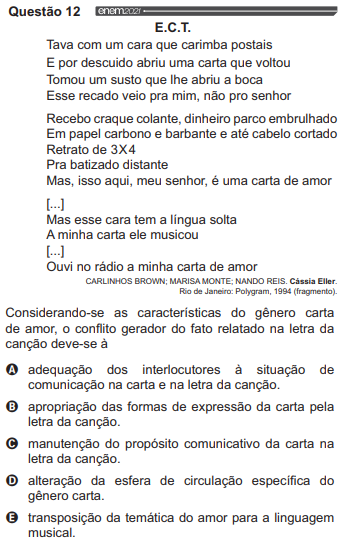 Questão 12 enem2021
E.C.T.
Tava com um cara que carimba postais
E por descuido abriu uma carta que voltou
Tomou um susto que lhe abriu a boca
Esse recado veio pra mim, não pro senhor
Recebo craque colante, dinheiro parco embrulhado
Em papel carbono e barbante e até cabelo cortado
Retrato de 3X4
Pra batizado distante
Mas, isso aqui, meu senhor, é uma carta de amor
[...]
Mas esse cara tem a língua solta
A minha carta ele musicou
[...]
Ouvi no rádio a minha carta de amor
CARLINHOS BROWN; MARISA MONTE; NANDO REIS. Cássia Eller.
Rio de Janeiro: Polygram, 1994 (fragmento).
Considerando-se as características do gênero carta
de amor, o conflito gerador do fato relatado na letra da
canção deve-se à
A adequação dos interlocutores à situação de
comunicação na carta e na letra da canção.
B apropriação das formas de expressão da carta pela
letra da canção.
C manutenção do propósito comunicativo da carta na
letra da canção.
D alteração da esfera de circulação específica do
gênero carta.
E transposição da temática do amor para a linguagem
musical.